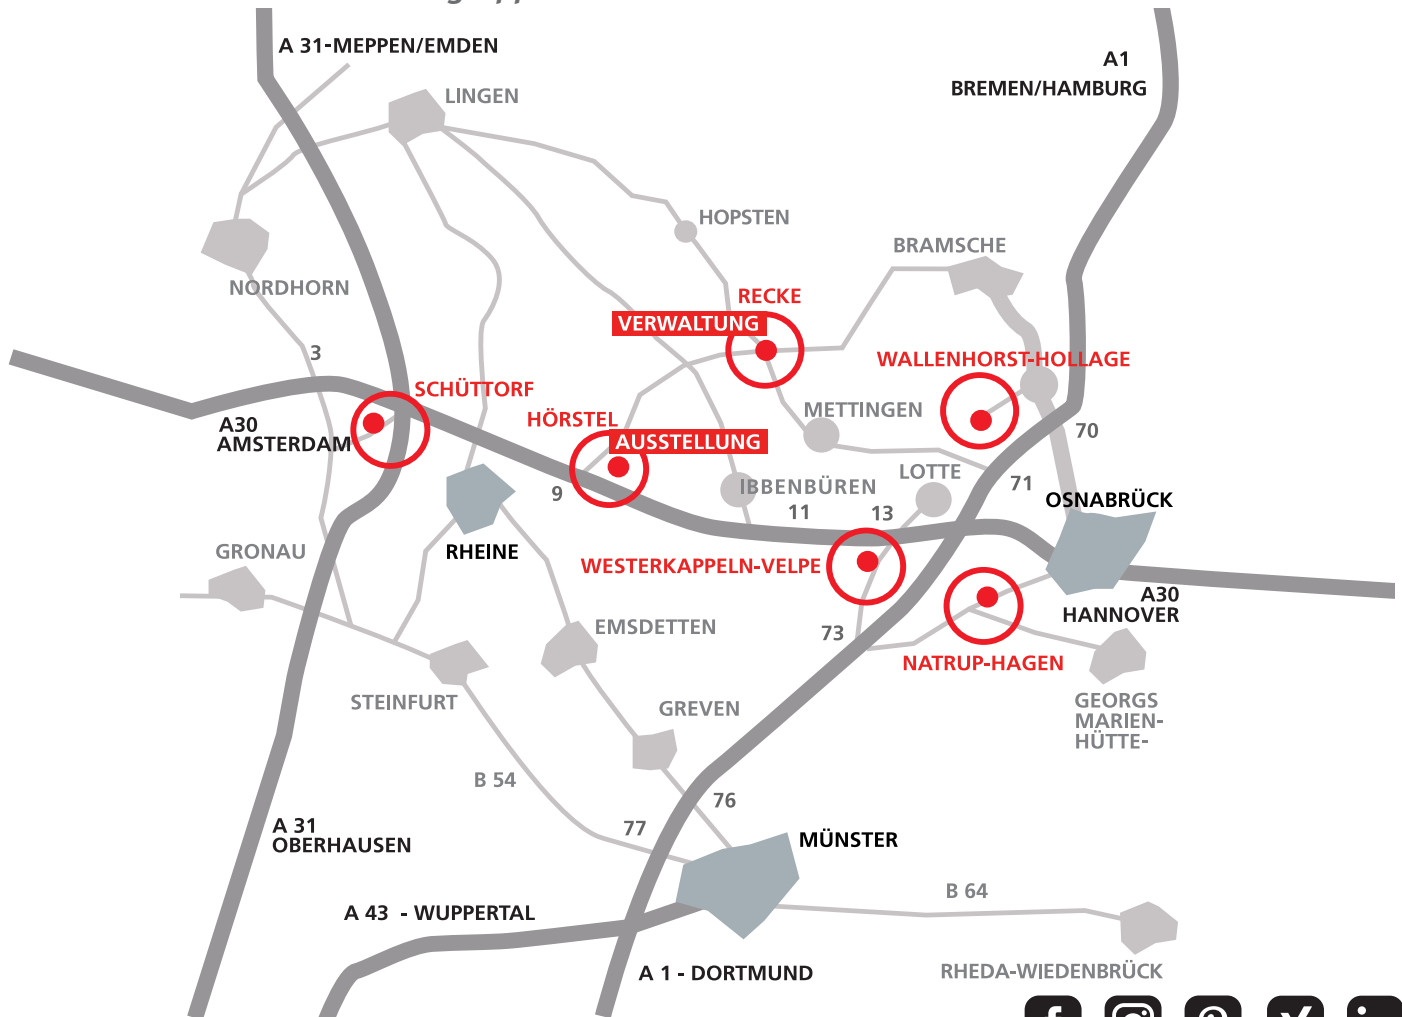 A 31-MEPPEN/EMDEN
A1
BREMEN/HAMBURG
LINGEN
HOPSTEN
BRAMSCHE
NORDHORN
RECKE
VERWALTUNG
3
WALLENHORST-HOLLAGE
SCHÜTTORF
METTINGEN
HÖRSTEL
A30
AMSTERDAM
AUSSTELLUNG
70
LOTTE
71
IBBENBÜREN
9
11
13
OSNABRÜCK
GRONAU
RHEINE
WESTERKAPPELN-VELPE
A30
HANNOVER
EMSDETTEN
73
NATRUP-HAGEN
STEINFURT
GREVEN
GEORGS
MARIEN-
HÜTTE-
B 54
76
A 31
OBERHAUSEN
77
MÜNSTER
B 64
A 43 - WUPPERTAL
A 1 - DORTMUND
RHEDA-WIEDENBRÜCK